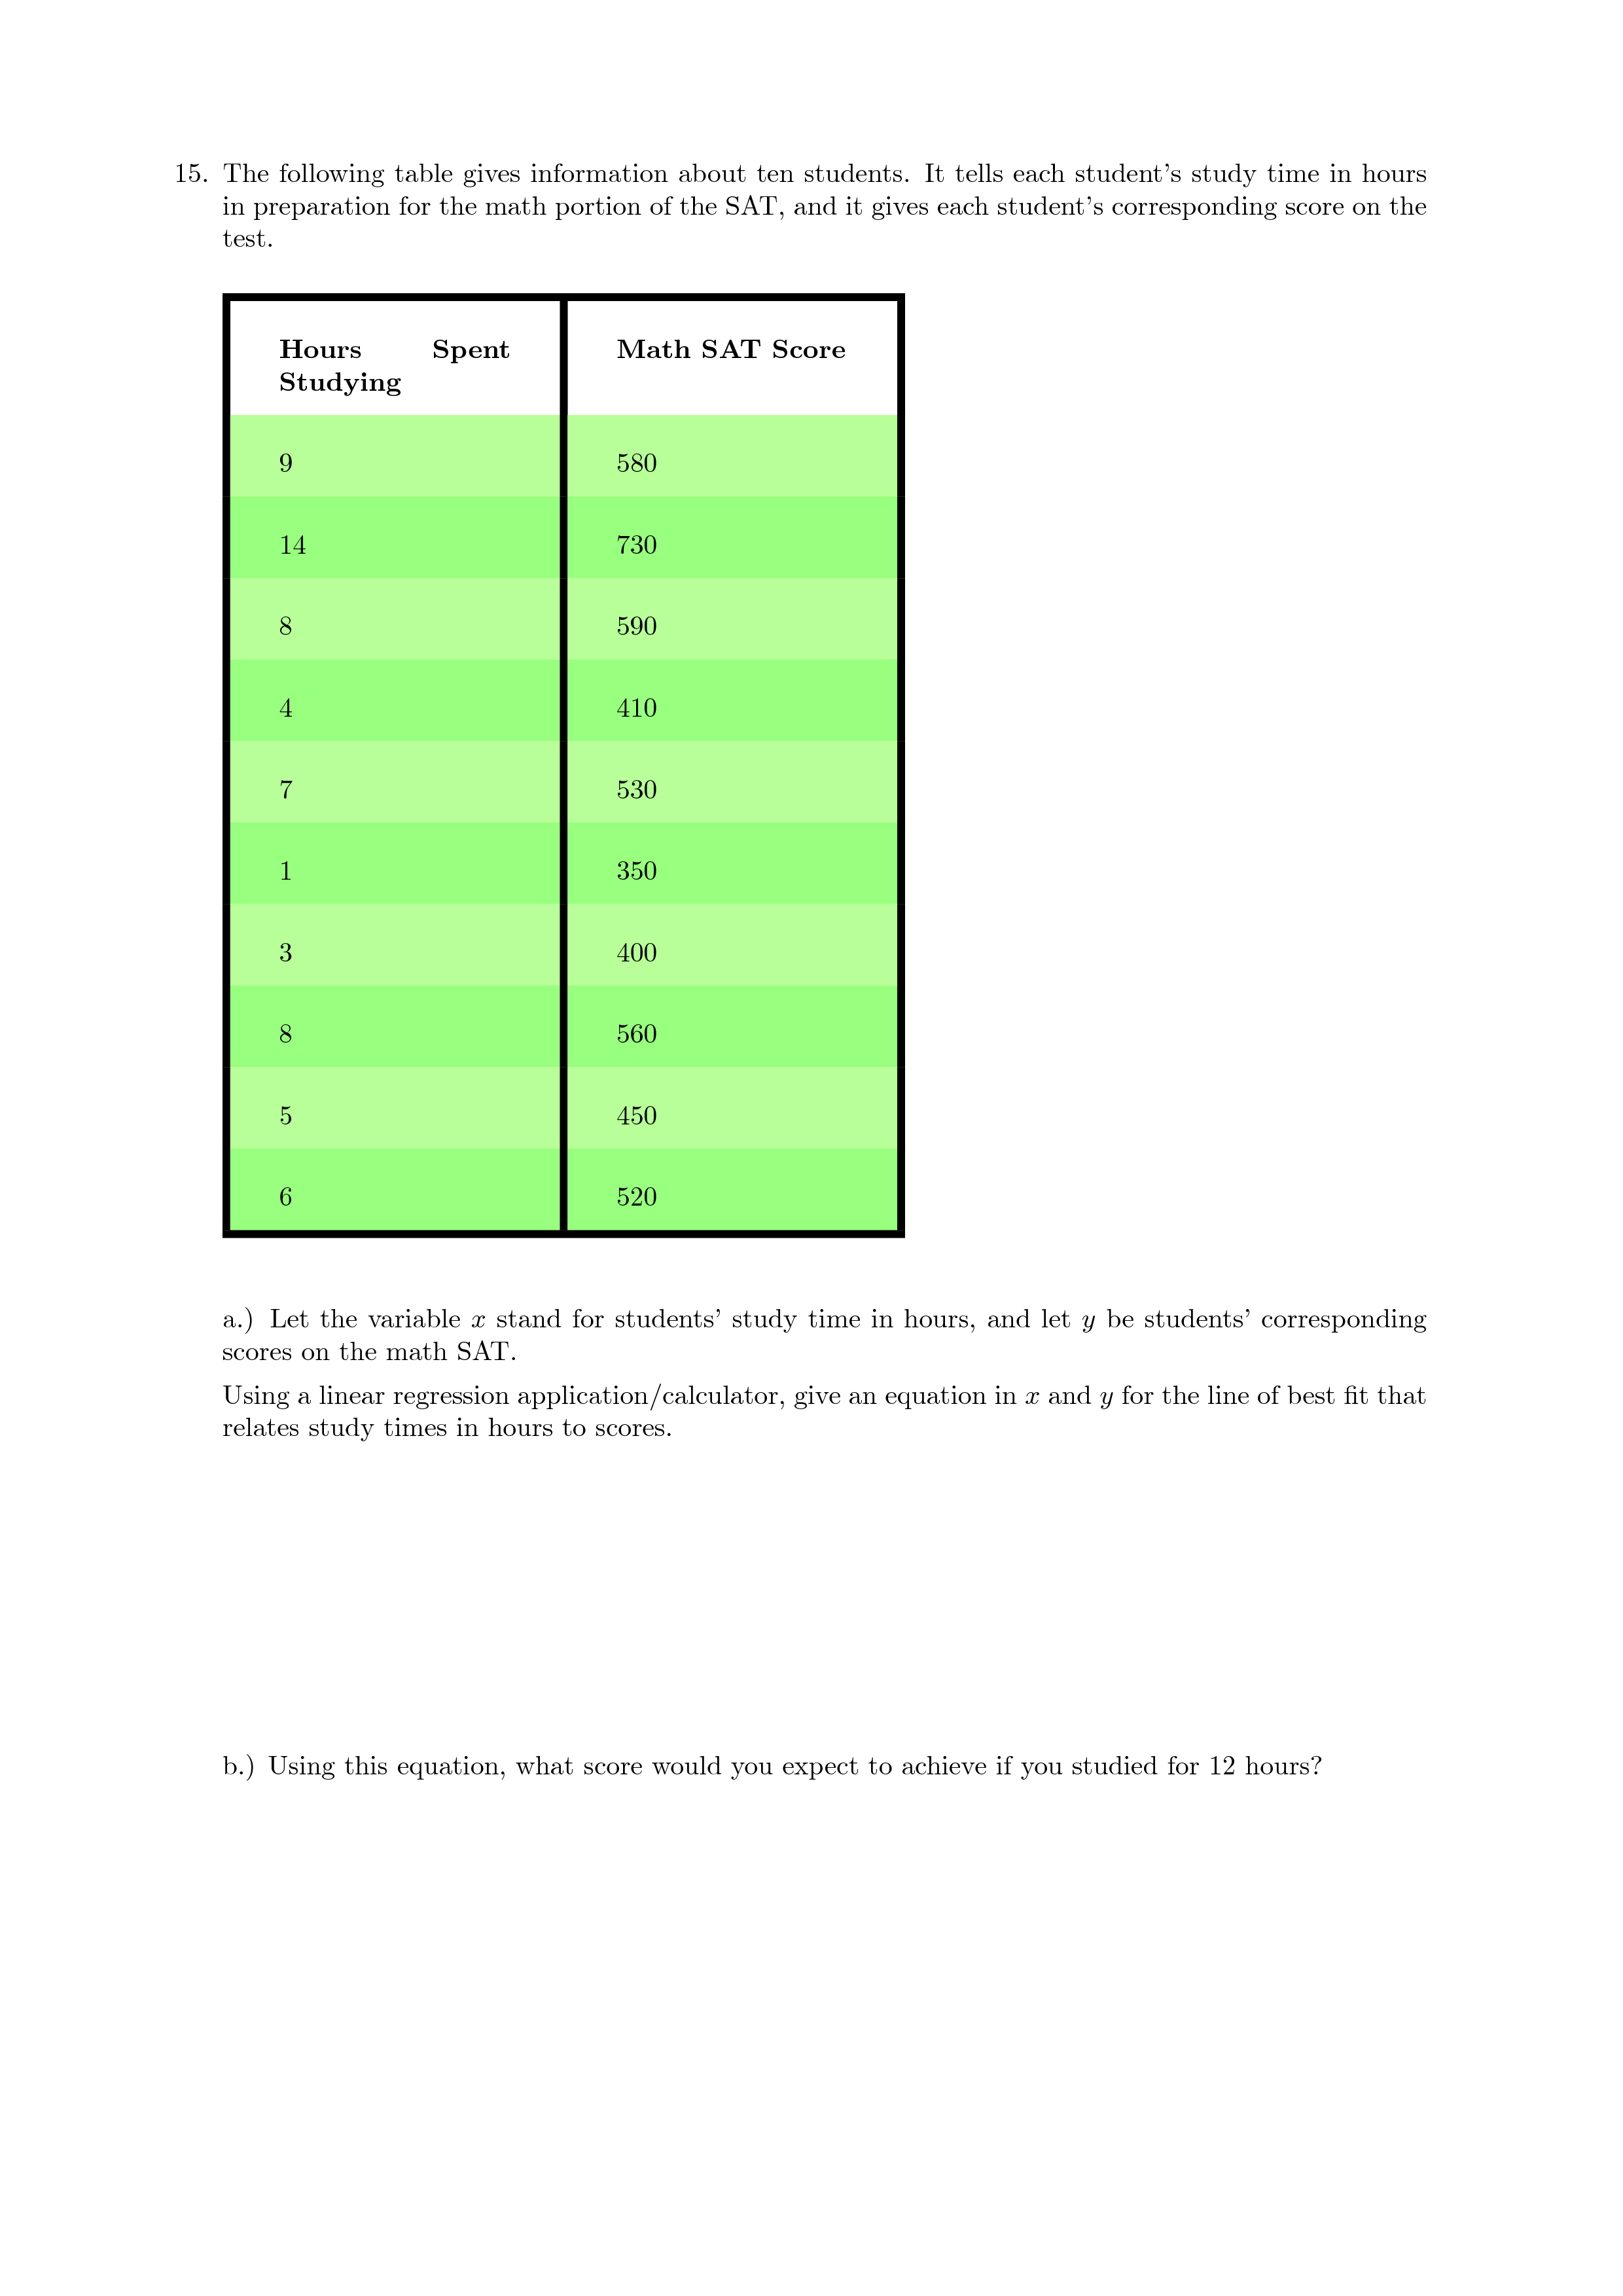 15. The following table gives information about ten students. It tells each student's study time in hours
in preparation for the math portion of the SAT, and it gives each student's corresponding score on the
test.
Hours Spent Studying Math SAT Score
9 580
14 730
8 590
4 410
7 530
1 350
3 400
8 560
5 450
6 520
a.) Let the variable x stand for students' study time in hours, and let y be students' corresponding
scores on the math SAT.
Using a linear regression application/calculator, give an equation in x and y for the line of best fit that
relates study times in hours to scores.
b.) Using this equation, what score would you expect to achieve if you studied for 12 hours?